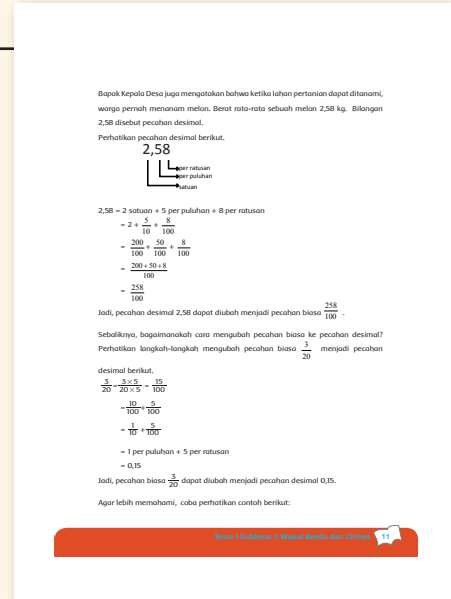 Bapak Kepala Desa juga mengatakan bahwa ketika lahan pertanian dapat ditanami,
warga pernah menanam melon. Berat rata-rata sebuah melon 2,58 kg. Bilangan
2,58 disebut pecahan desimal.
Perhatikan pecahan desimal berikut.
2,58
per ratusan
per puluhan
satuan
2,58 = 2 satuan + 5 per puluhan + 8 per ratusan
= 2 + 5/10 + 8/100
= 200/100 + 50/100 + 8/100
= 200 + 50 + 8/100
= 258/100
Jadi, pecahan desimal 2,58 dapat diubah menjadi pecahan biasa 258/100 .
Sebaliknya, bagaimanakah cara mengubah pecahan biasa ke pecahan desimal?
Perhatikan langkah-langkah mengubah pecahan biasa 3/20 menjadi pecahan
desimal berikut.
3/20 = 3 × 5/20 × 5 = 15/100
= 10/100 + 5/100
= 1/10 + 5/100
= 1 per puluhan + 5 per ratusan
= 0,15
Jadi, pecahan biasa 3/20 dapat diubah menjadi pecahan desimal 0,15.
Agar lebih memahami, coba perhatikan contoh berikut:
Subtema 2 Wujud Benda dan Cirinya 11